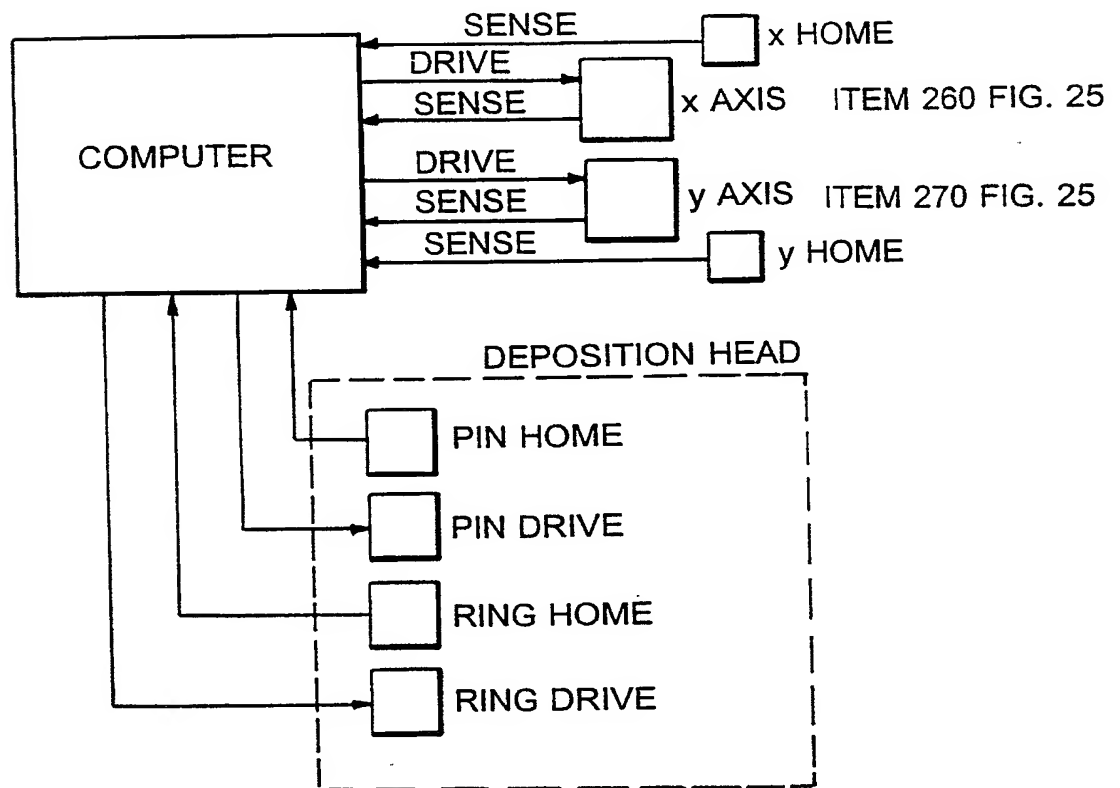 SENSE
x HOME
DRIVE
SENSE
x AXIS ITEM 260 FIG. 25
COMPUTER
DRIVE
SENSE
y AXIS ITEM 270 FIG. 25
SENSE
y HOME
DEPOSITION HEAD
PIN HOME
PIN DRIVE
RING HOME
RING DRIVE